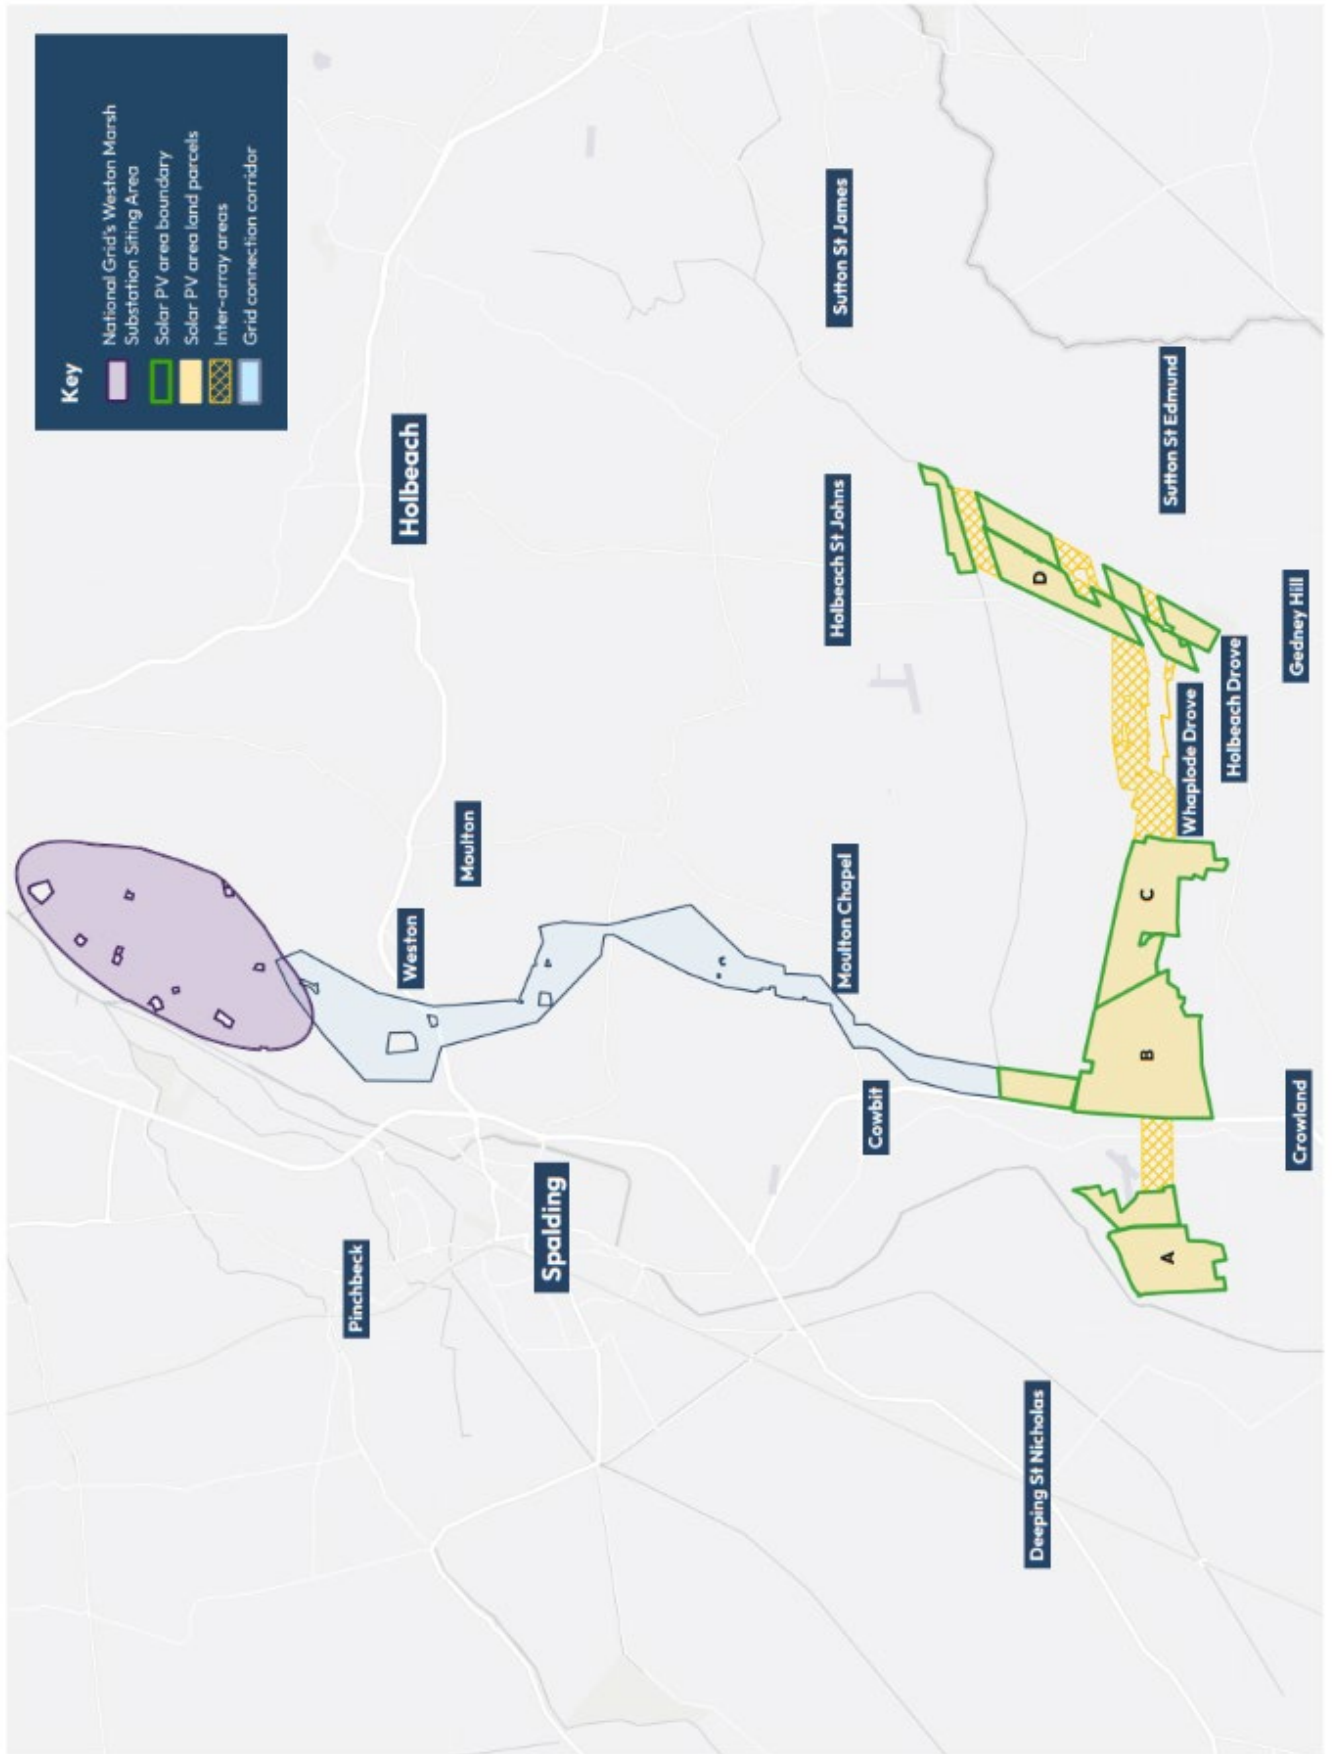 Key
National Grid's Weston Marsh
Substation Siting Area
Solar PV area boundary
Solar PV area land parcels
Inter-array areas
Grid connection corridor
Pinchbeck
Weston
Holbeach
Moulton
Spalding
Cowbit
Moulton Chapel
Holbeach St Johns
Sutton St James
Deeping St Nicholas
D
A
B
C
Whaplode Drove
Sutton St Edmund
Holbeach Drove
Crowland
Gedney Hill